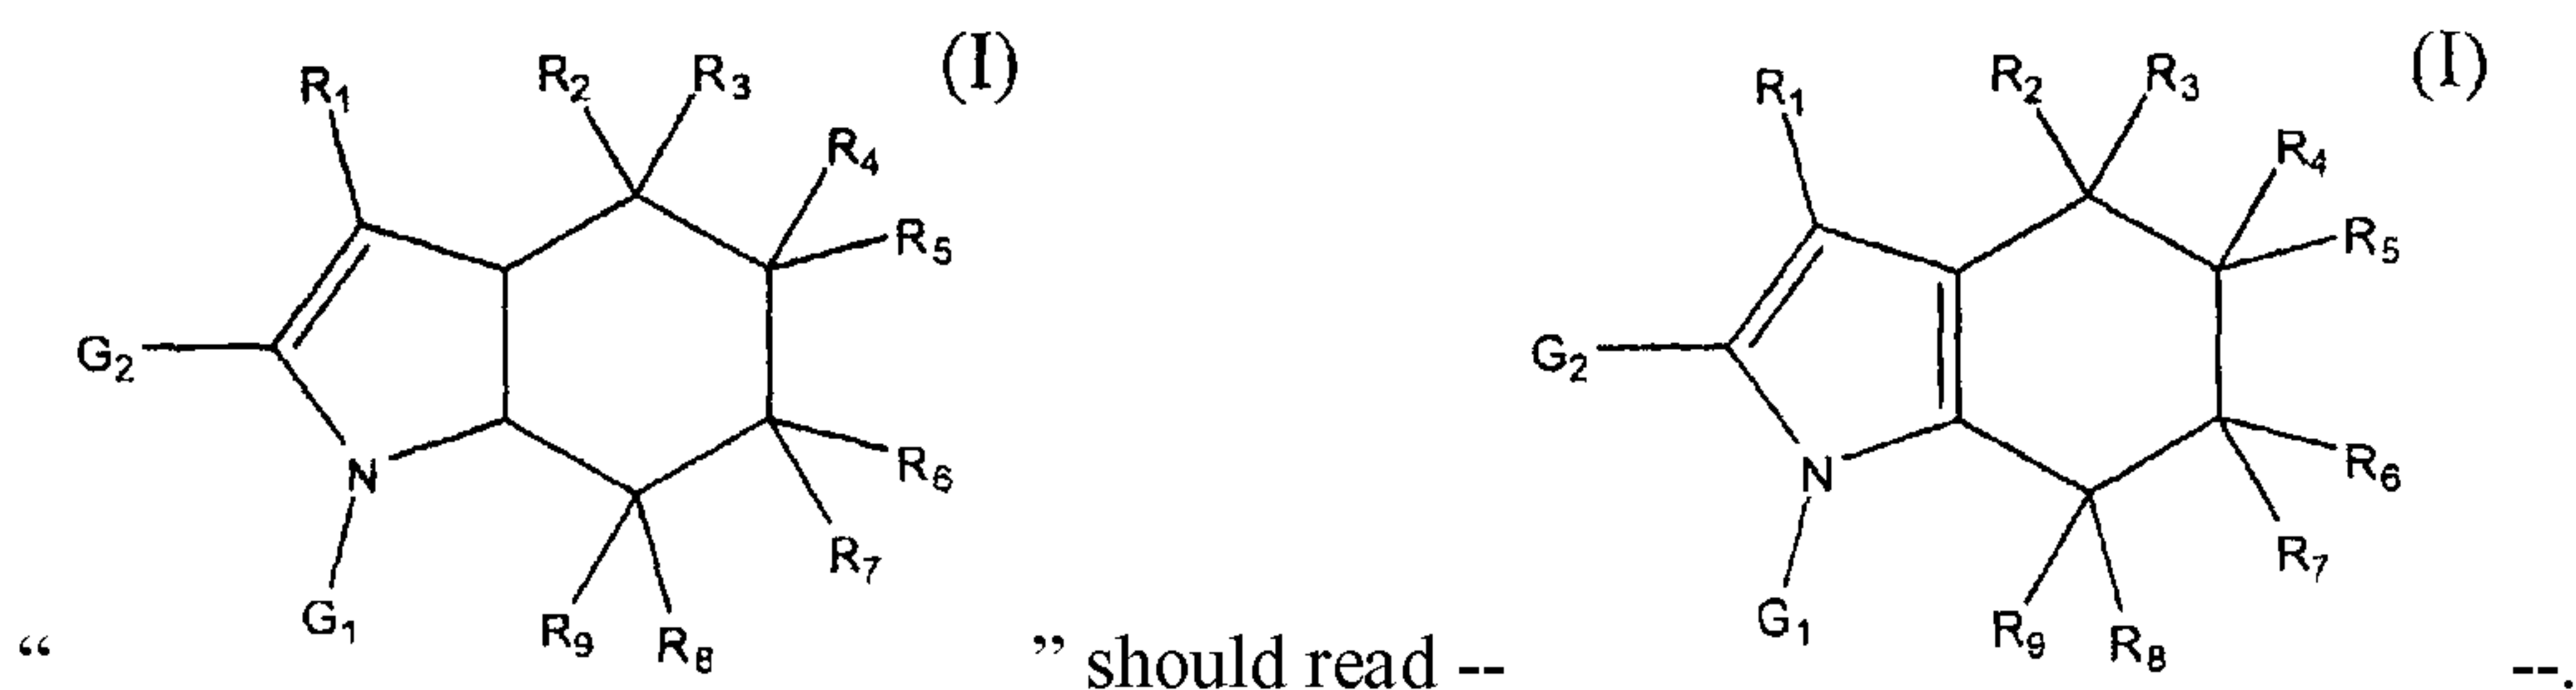 (I) (I)
R1 R2 R3 R1 R2 R3
R4 R4
R5 R5
G2 G2
N R6 N R6
R7 R7
G1 R9 R8 G1 R9 R8
“ ” should read -- --.